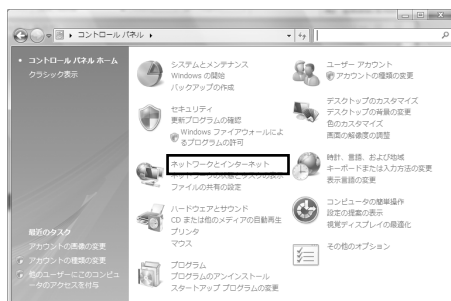 コントロール パネル
コントロール パネル ホーム
クラシック表示
システムとメンテナンス
Windows の開始
バックアップの作成
セキュリティ
更新プログラムの確認
Windows ファイアウォールによ
るプログラムの許可
ネットワークとインターネット
ネットワークの状態とタスクの表示
ファイルの共有の設定
ハードウェアとサウンド
CD または他のメディアの自動再生
プリンタ
マウス
プログラム
プログラムのアンインストール
スタートアップ プログラムの変更
ユーザー アカウント
アカウントの種類の変更
デスクトップのカスタマイズ
デスクトップの背景の変更
色のカスタマイズ
画面の解像度の調整
時計、言語、および地域
キーボードまたは入力方法の変更
表示言語の変更
コンピュータの簡単操作
設定の提案の表示
視覚ディスプレイの最適化
その他のオプション
最近のタスク
アカウントの画像の変更
アカウントの種類の変更
他のユーザーにこのコンピュ
ータのアクセスを付与